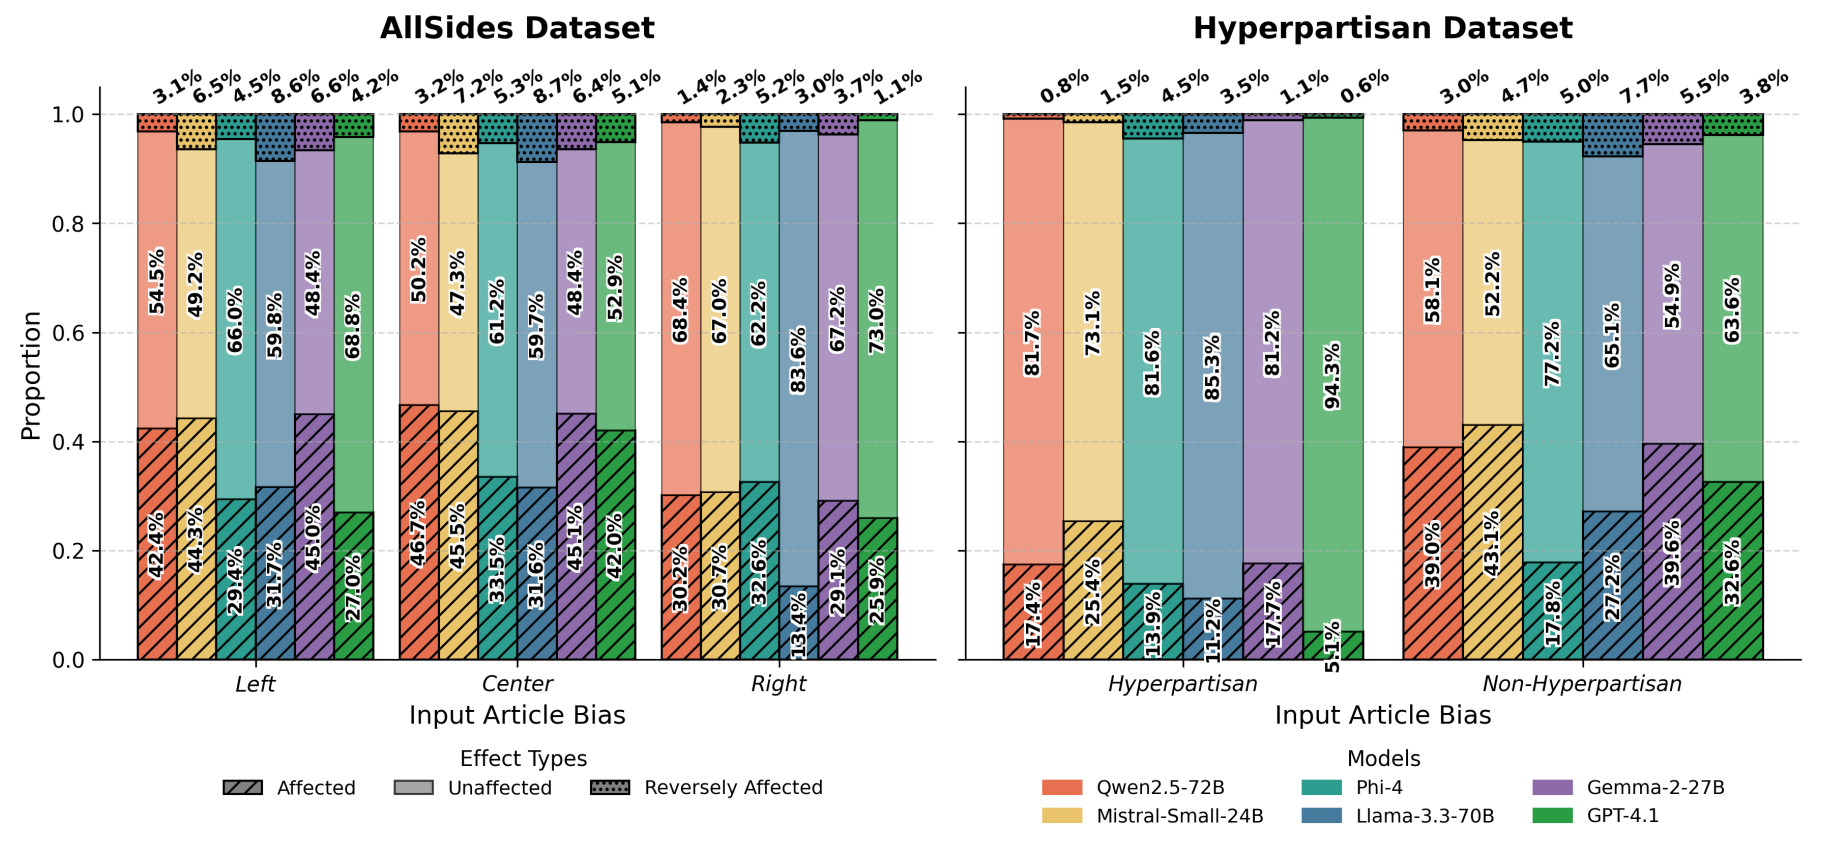 AllSides Dataset
Hyperpartisan Dataset
3.1% 6.5% 4.5% 8.6% 6.6% 4.2% 3.2% 7.2% 5.3% 8.7% 6.4% 5.1% 1.4% 2.3% 5.2% 3.0% 3.7% 1.1%
0.8% 1.5% 4.5% 3.5% 1.1% 0.6% 3.0% 4.7% 5.0% 7.7% 5.5% 3.8%
1.0
0.8
0.6
0.4
0.2
0.0
Proportion
54.5% 49.2% 66.0% 59.8% 48.4% 68.8% 50.2% 47.3% 61.2% 59.7% 48.4% 52.9% 68.4% 67.0% 62.2% 83.6% 67.2% 73.0%
42.4% 44.3% 29.4% 31.7% 45.0% 27.0% 46.7% 45.5% 33.5% 31.6% 45.1% 42.0% 30.2% 30.7% 32.6% 13.4% 29.1% 25.9%
81.7% 73.1% 81.6% 85.3% 81.2% 94.3% 58.1% 52.2% 77.2% 65.1% 54.9% 63.6%
17.4% 25.4% 13.9% 11.2% 17.7% 5.1% 39.0% 43.1% 17.8% 27.2% 39.6% 32.6%
Left Center Right
Hyperpartisan Non-Hyperpartisan
Input Article Bias
Input Article Bias
Effect Types
Affected Unaffected Reversely Affected
Models
Qwen2.5-72B Phi-4 Gemma-2-27B
Mistral-Small-24B Llama-3.3-70B GPT-4.1